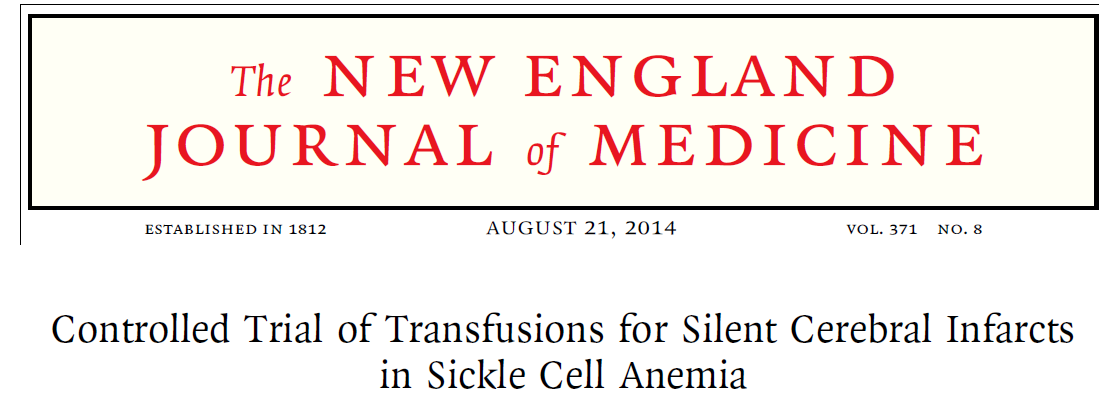 The NEW ENGLAND
JOURNAL of MEDICINE
ESTABLISHED IN 1812 AUGUST 21, 2014 VOL. 371 NO. 8
Controlled Trial of Transfusions for Silent Cerebral Infarcts
in Sickle Cell Anemia